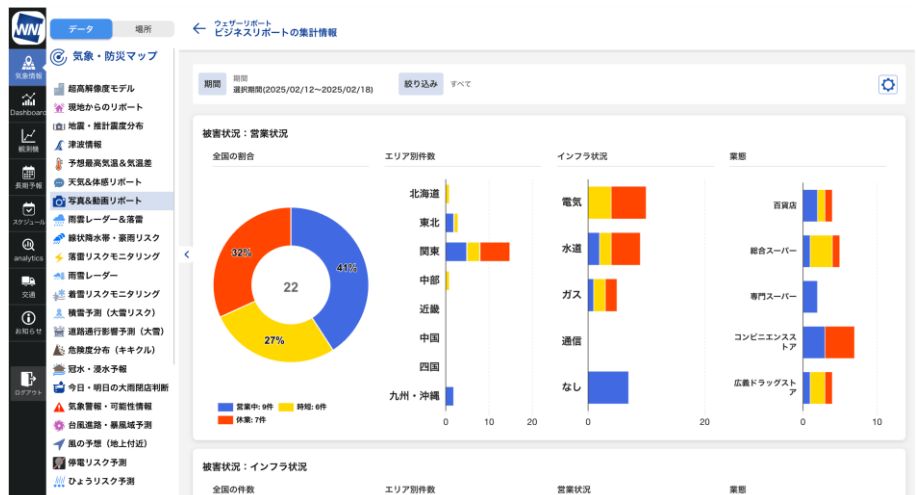 WNI
気象情報
Dashboard
観測機
長期予報
スケジュール
analytics
交通
お知らせ
ログアウト
データ
場所
気象・防災マップ
超高解像度モデル
現地からのリポート
地震・推計震度分布
津波情報
予想最高気温&気温差
天気&体感リポート
写真&動画リポート
雨雲レーダー&落雷
線状降水帯・豪雨リスク
落雷リスクモニタリング
雨雪レーダー
着雪リスクモニタリング
積雪予測（大雪リスク）
道路通行影響予測（大雪）
危険度分布（キキクル）
冠水・浸水予報
今日・明日の大雨閉店判断
気象警報・可能性情報
台風進路・暴風域予測
風の予想（地上付近）
停電リスク予測
ひょうリスク予測
ウェザーリポート
ビジネスリポートの集計情報
期間
期間
選択期間(2025/02/12～2025/02/18)
絞り込み
すべて
被害状況：営業状況
全国の割合
32%
41%
22
27%
営業中: 9件
時短: 6件
休業: 7件
エリア別件数
北海道
東北
関東
中部
近畿
中国
四国
九州・沖縄
0
10
20
インフラ状況
電気
水道
ガス
通信
なし
0
20
業態
百貨店
総合スーパー
専門スーパー
コンビニエンスス
トア
広義ドラッグスト
ア
0
10
被害状況：インフラ状況
全国の件数
エリア別件数
営業状況
業態